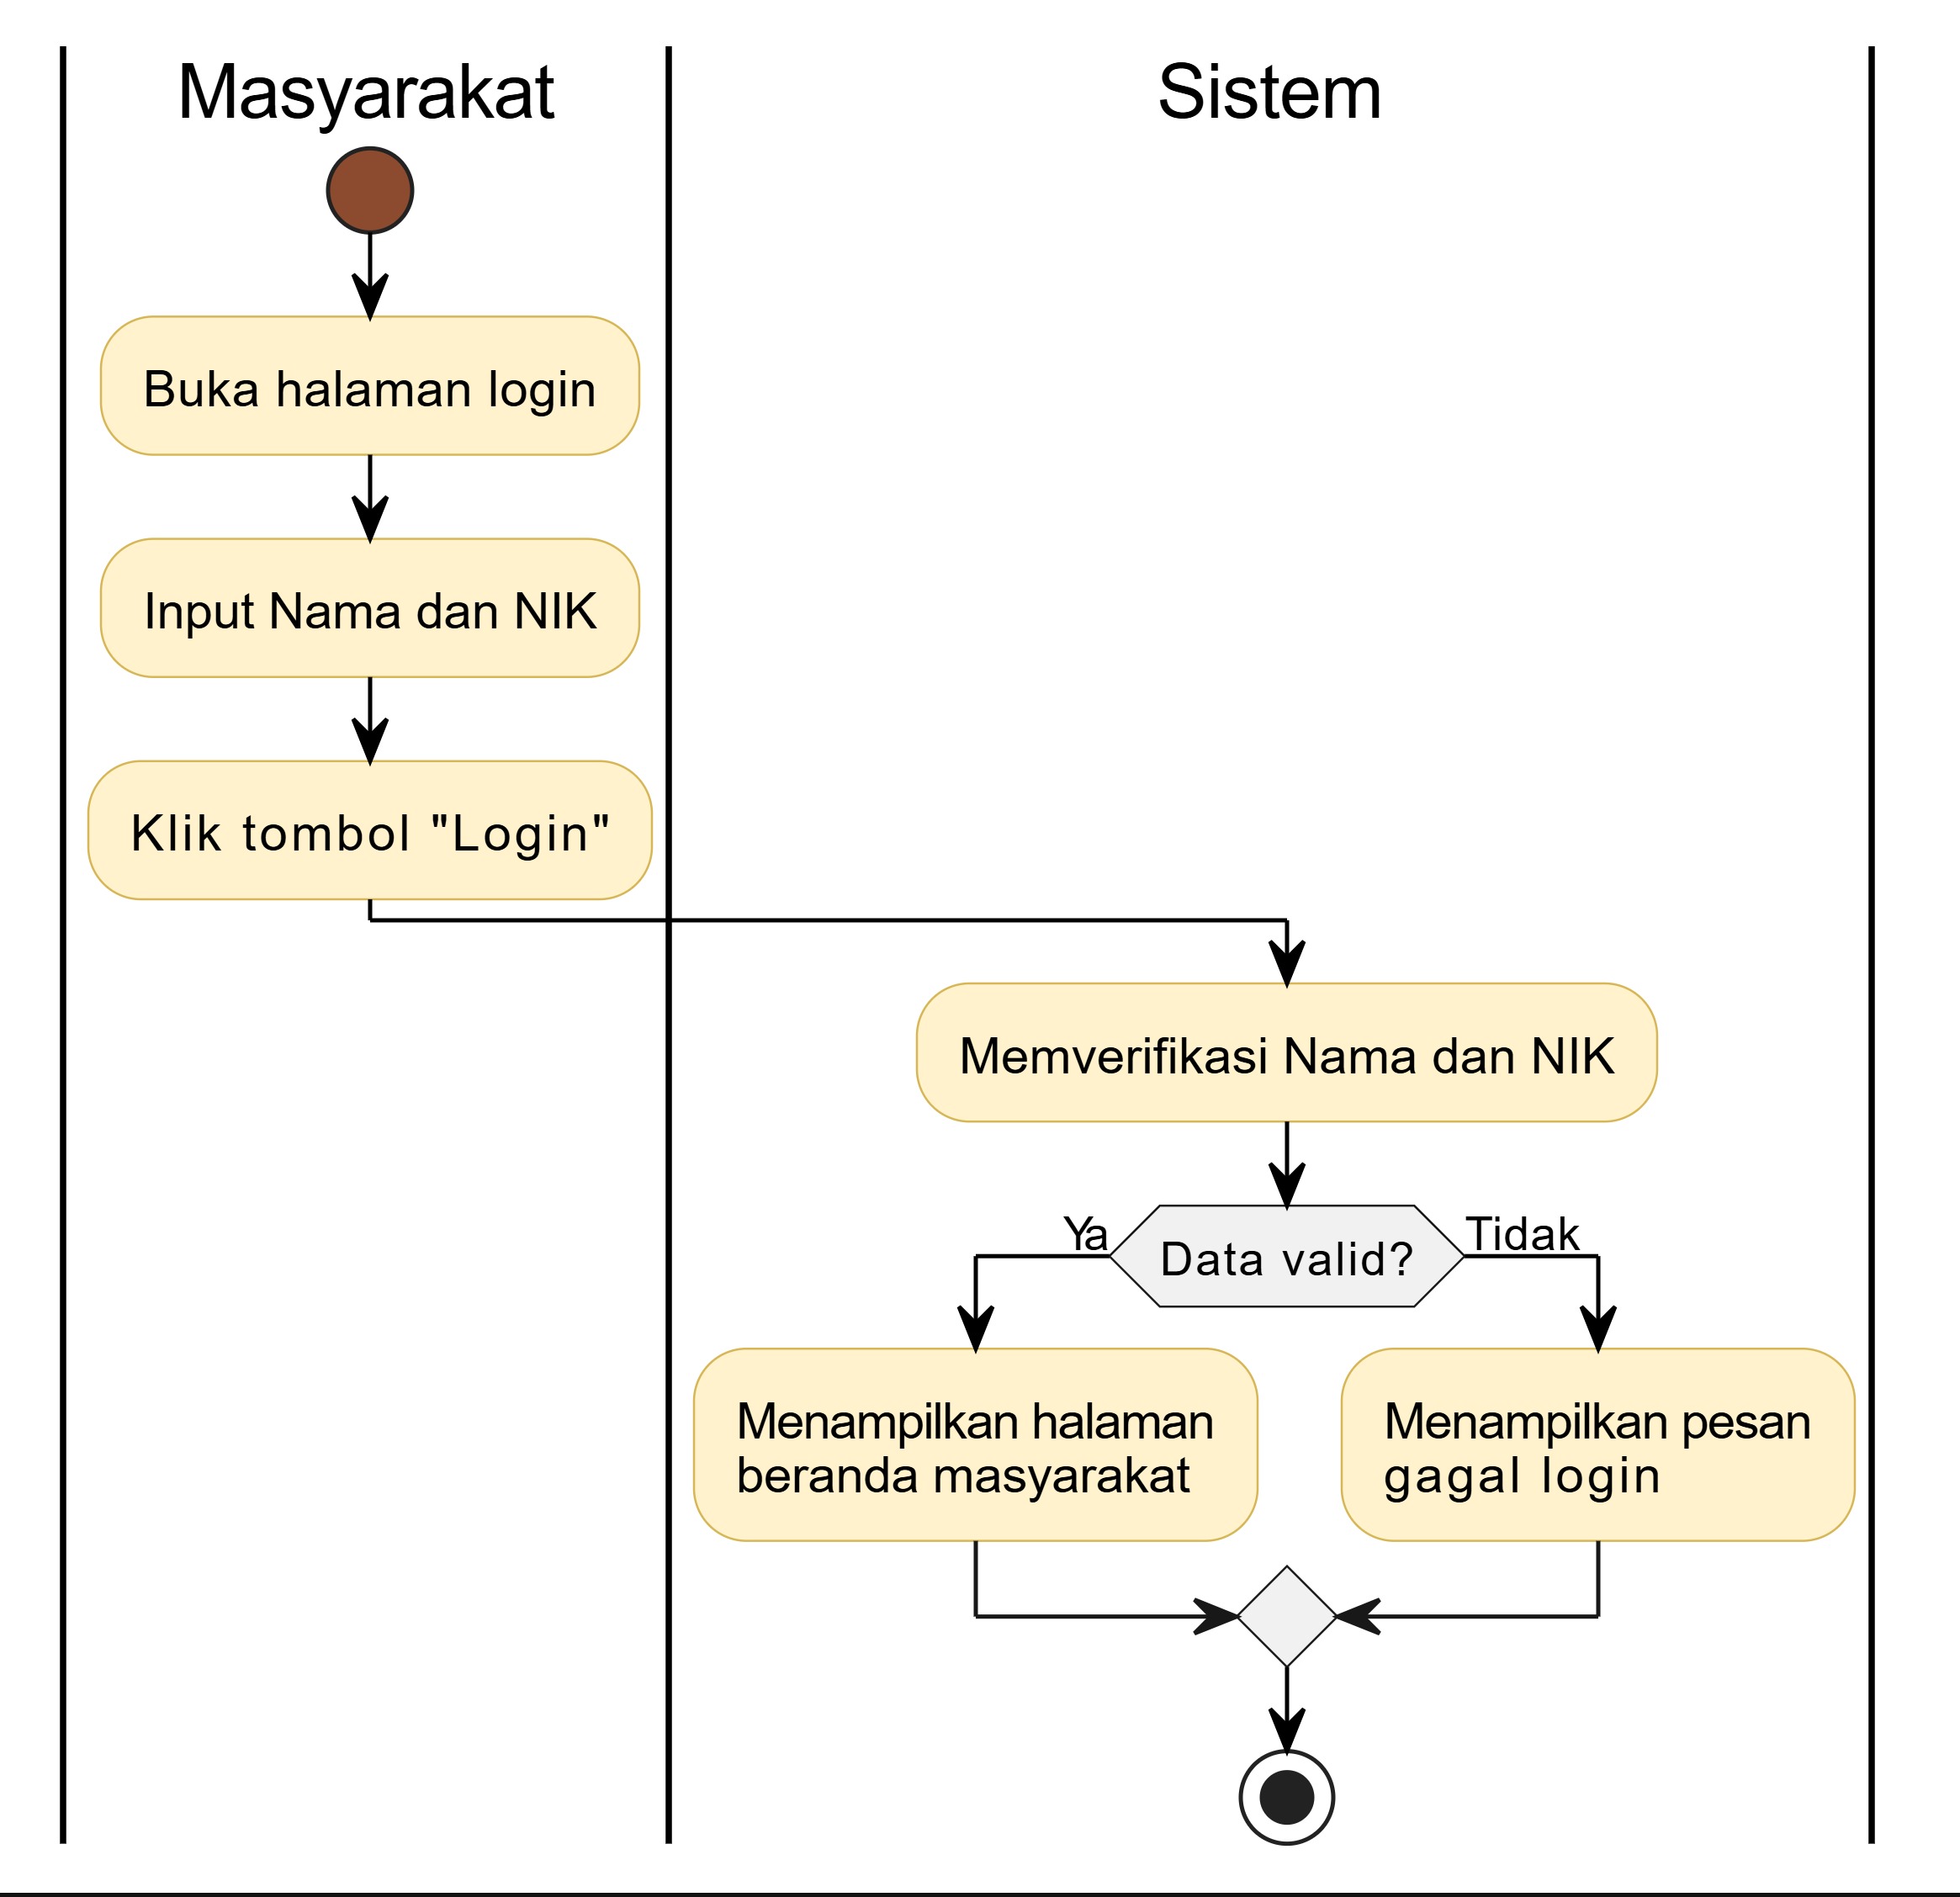 Masyarakat
Sistem
Buka halaman login
Input Nama dan NIK
Klik tombol "Login"
Memverifikasi Nama dan NIK
Ya
Data valid?
Tidak
Menampilkan halaman
beranda masyarakat
Menampilkan pesan
gagal login